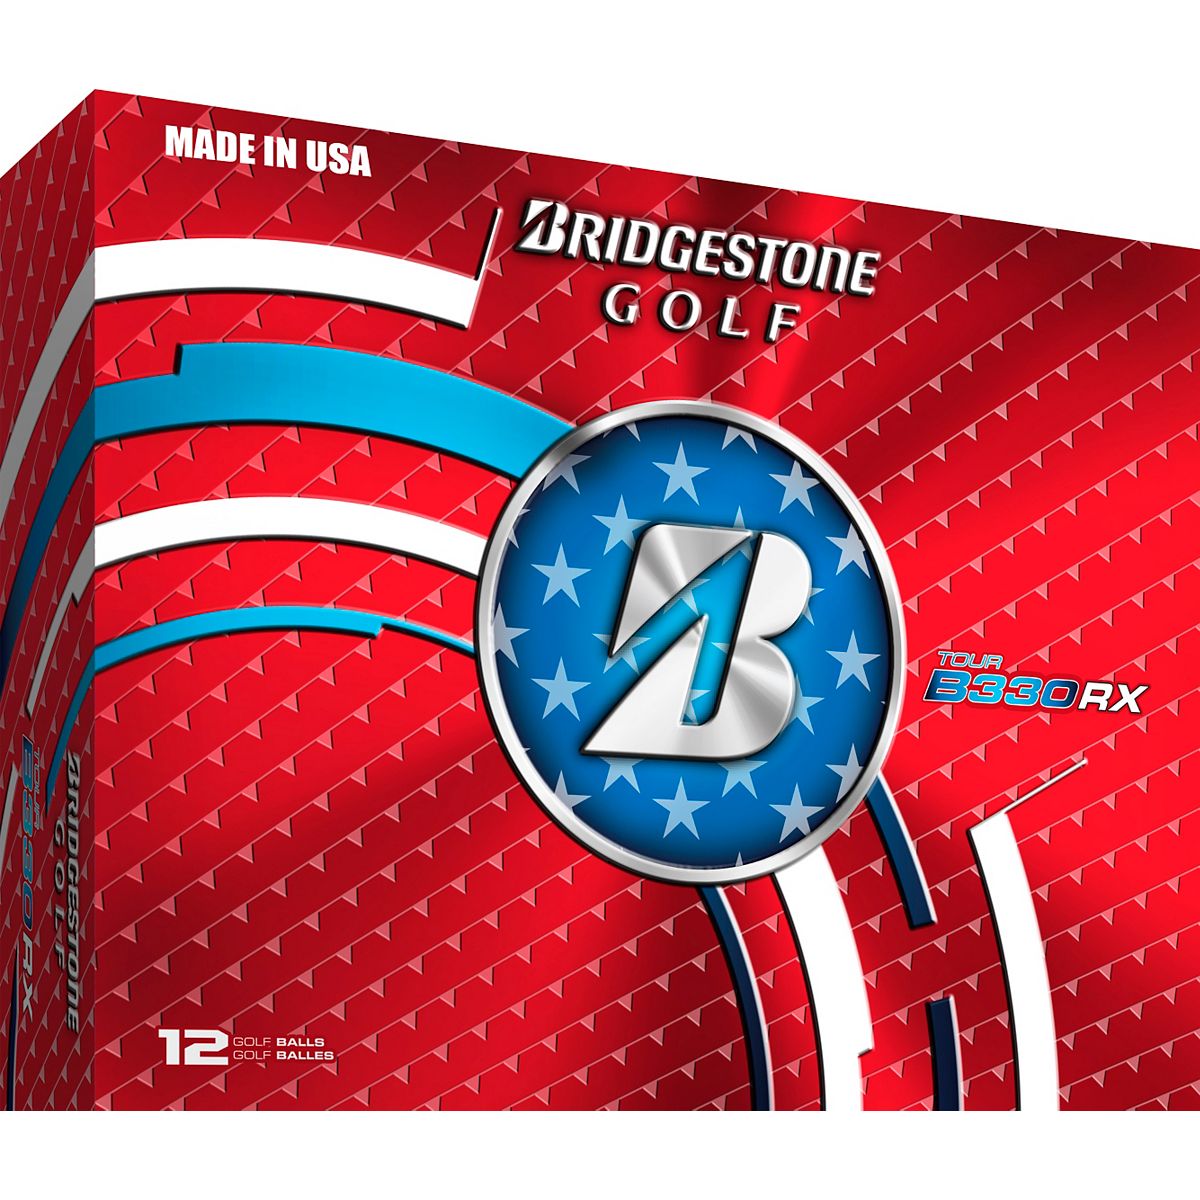 MADE IN USA
BRIDGESTONE
GOLF
B
TOUR
B330RX
12 GOLF BALLS
GOLF BALLES
TOUR
B330RX
BRIDGESTONE
GOLF